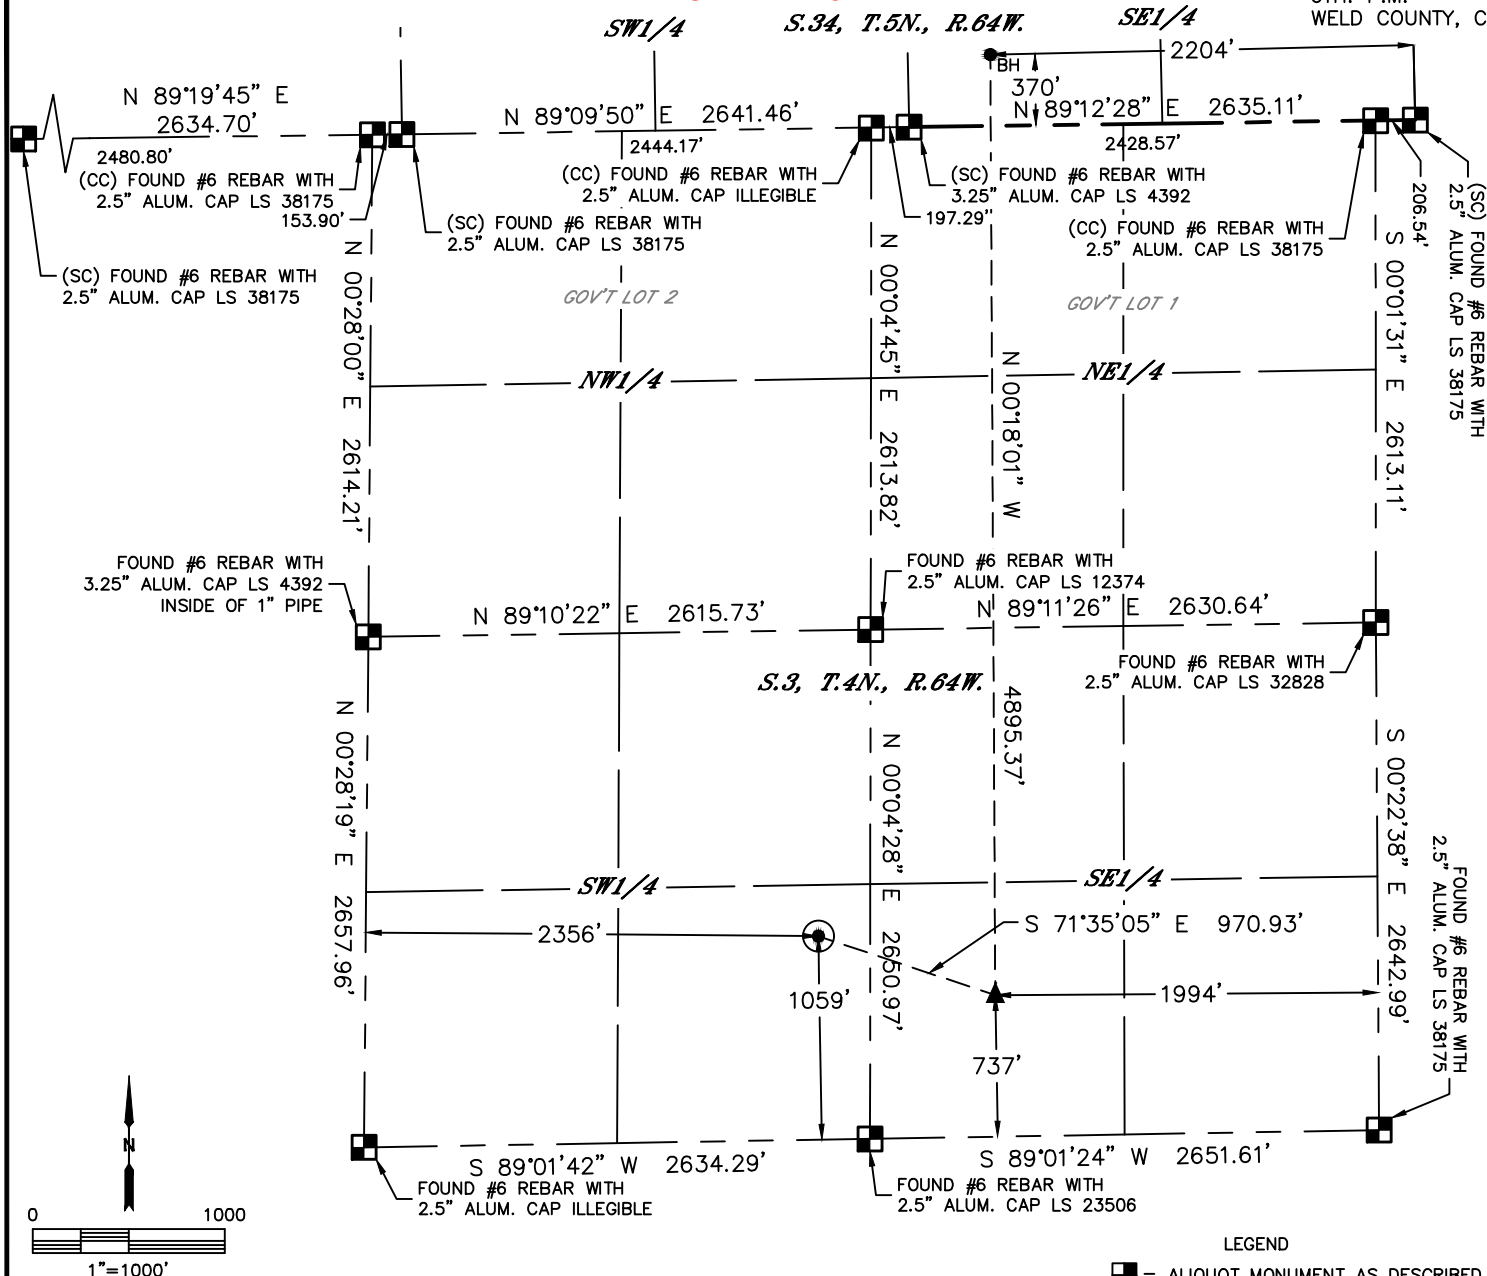 WELD COUNTY, C
SW1/4
S.34, T.5N., R.64W.
SE1/4
BH
2204'
370'
N 89°19'45" E
2634.70'
N 89°09'50" E 2641.46'
N 89°12'28" E 2635.11'
2480.80'
2444.17'
2428.57'
(CC) FOUND #6 REBAR WITH
2.5" ALUM. CAP LS 38175
153.90'
(SC) FOUND #6 REBAR WITH
2.5" ALUM. CAP LS 38175
(CC) FOUND #6 REBAR WITH
2.5" ALUM. CAP ILLEGIBLE
(SC) FOUND #6 REBAR WITH
3.25" ALUM. CAP LS 4392
197.29"
(CC) FOUND #6 REBAR WITH
2.5" ALUM. CAP LS 38175
206.54'
(SC) FOUND #6 REBAR WITH
2.5" ALUM. CAP LS 38175
(SC) FOUND #6 REBAR WITH
2.5" ALUM. CAP LS 38175
GOV'T LOT 2
GOV'T LOT 1
N 00°28'00" E 2614.21'
N 00°04'45" E 2613.82'
N 00°18'01" W
4895.37'
S 00°01'31" E 2613.11'
NW1/4
NE1/4
FOUND #6 REBAR WITH
3.25" ALUM. CAP LS 4392
INSIDE OF 1" PIPE
FOUND #6 REBAR WITH
2.5" ALUM. CAP LS 12374
N 89°10'22" E 2615.73'
N 89°11'26" E 2630.64'
FOUND #6 REBAR WITH
2.5" ALUM. CAP LS 32828
S.3, T.4N., R.64W.
N 00°28'19" E 2657.96'
N 00°04'28" E 2650.97'
S 00°22'38" E 2642.99'
SW1/4
SE1/4
2356'
S 71°35'05" E 970.93'
1059'
1994'
737'
FOUND #6 REBAR WITH
2.5" ALUM. CAP LS 38175
S 89°01'42" W 2634.29'
S 89°01'24" W 2651.61'
FOUND #6 REBAR WITH
2.5" ALUM. CAP ILLEGIBLE
FOUND #6 REBAR WITH
2.5" ALUM. CAP LS 23506
N
0 1000
1"=1000'
LEGEND
= ALIQUOT MONUMENT AS DESCRIBED